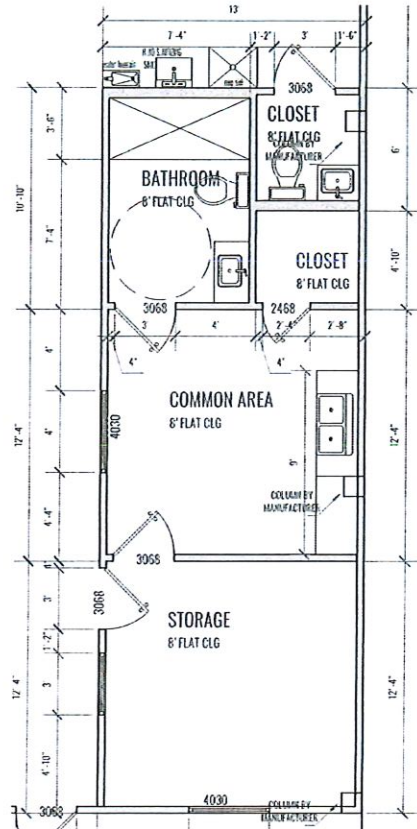 13'
7'-4"
1'-2"
3'
1'-6"
3068
CLOSET
8' FLAT CLG
COLUMN BY
MANUFACTURER
6'
3'-6"
10'-10"
7'-4"
BATHROOM
8' FLAT CLG
CLOSET
8' FLAT CLG
4'-10"
3068
2468
3'
4'
2'-4"
2'-8"
4"
4"
4'
12'-4"
4'
4'-4"
4030
COMMON AREA
8' FLAT CLG
9'
COLUMN BY
MANUFACTURER
12'-4"
3068
3068
3'
1'-2"
3'
4'-10"
12'4"
STORAGE
8' FLAT CLG
12'-4"
4030
COLUMN BY
MANUFACTURER
3068